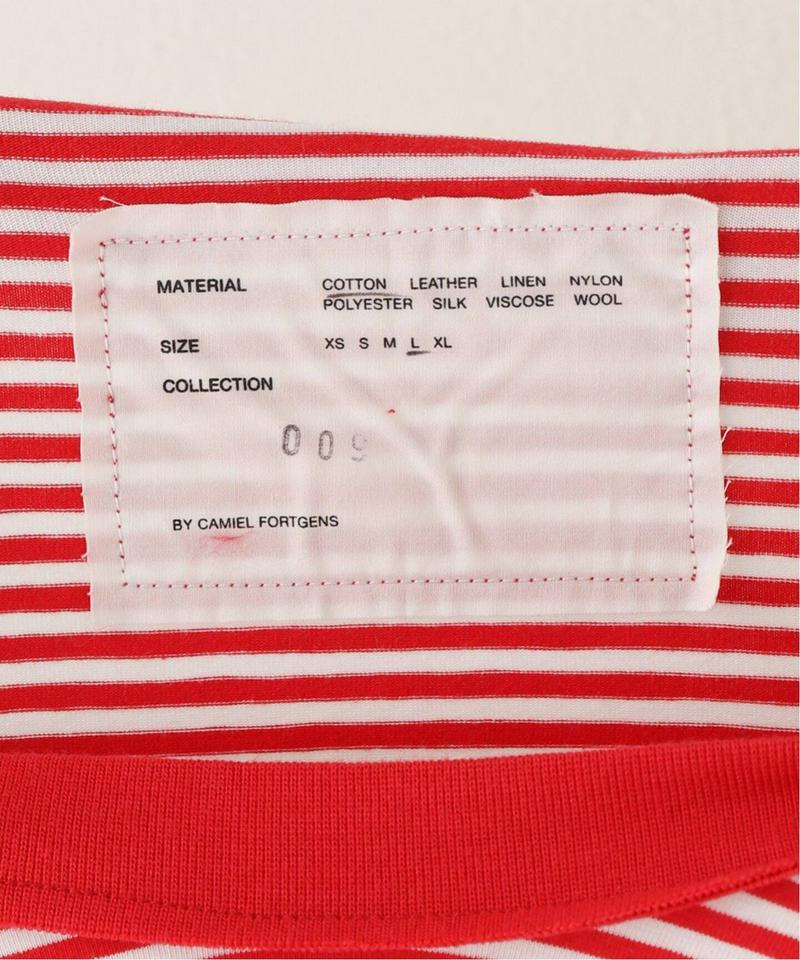 MATERIAL COTTON LEATHER LINEN NYLON
POLYESTER SILK VISCOSE WOOL
SIZE XS S M L XL
COLLECTION
009
BY CAMIEL FORTGENS